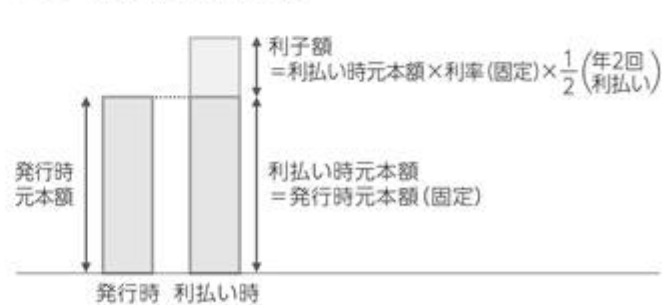 利子額
＝利払い時元本額×利率(固定)×1/2(年2回利払い)
発行時
元本額
利払い時元本額
＝発行時元本額(固定)
発行時 利払い時